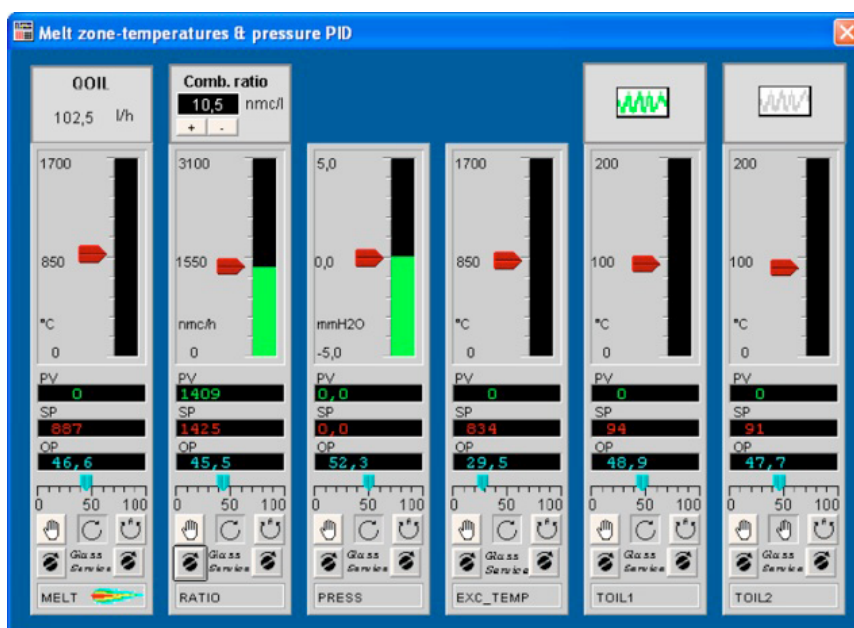 Melt zone-temperatures & pressure PID
QOIL
102,5 l/h
1700
850
°C
0
PV
0
SP
887
OP
46,6
0 50 100
Glass
Service
MELT
Comb. ratio
10,5 nmc/l
+ -
3100
1550
nmc/h
0
PV
1409
SP
1425
OP
45,5
0 50 100
Glass
Service
RATIO
5,0
0,0
mmH2O
-5,0
PV
0,0
SP
0,0
OP
52,3
0 50 100
Glass
Service
PRESS
1700
850
°C
0
PV
0
SP
834
OP
29,5
0 50 100
Glass
Service
EXC_TEMP
200
100
°C
0
PV
0
SP
94
OP
48,9
0 50 100
Glass
Service
TOIL1
200
100
°C
0
PV
0
SP
91
OP
47,7
0 50 100
Glass
Service
TOIL2